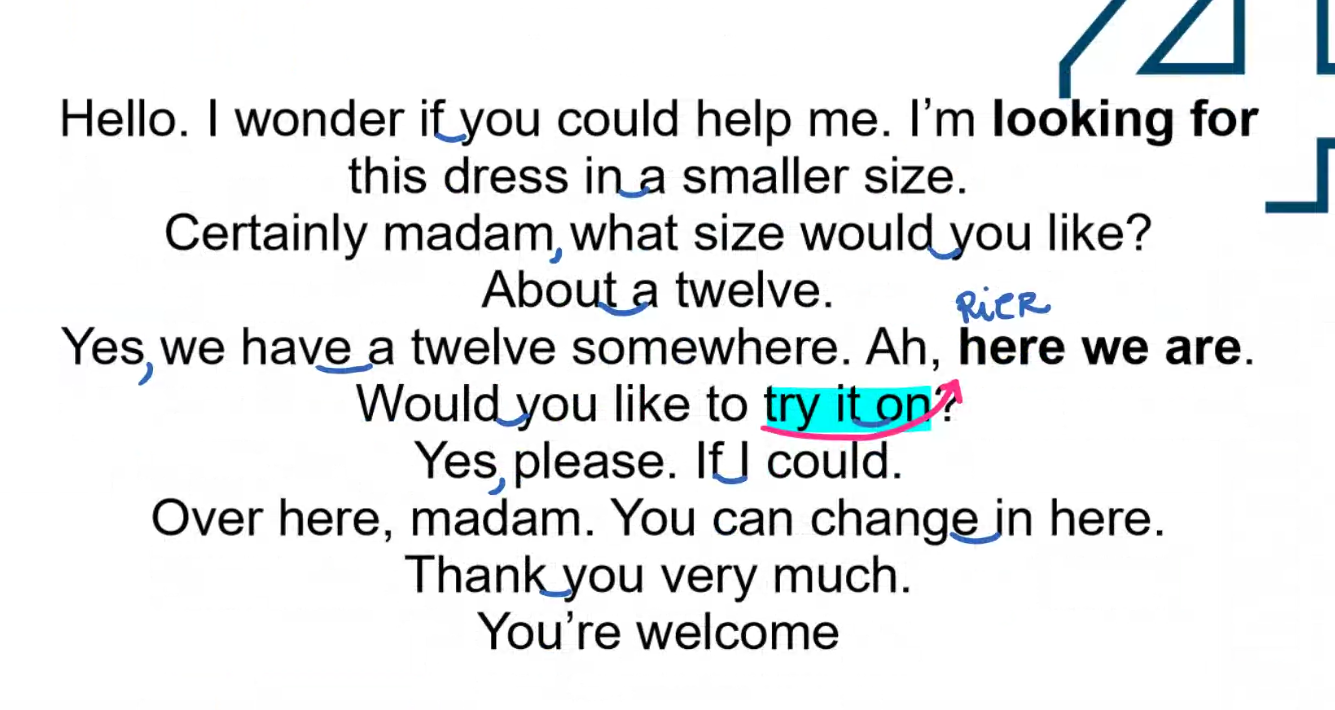 Hello. I wonder if you could help me. I’m looking for
this dress in a smaller size.
Certainly madam, what size would you like?
About a twelve.
RiER
Yes, we have a twelve somewhere. Ah, here we are.
Would you like to try it on?
Yes, please. If I could.
Over here, madam. You can change in here.
Thank you very much.
You’re welcome